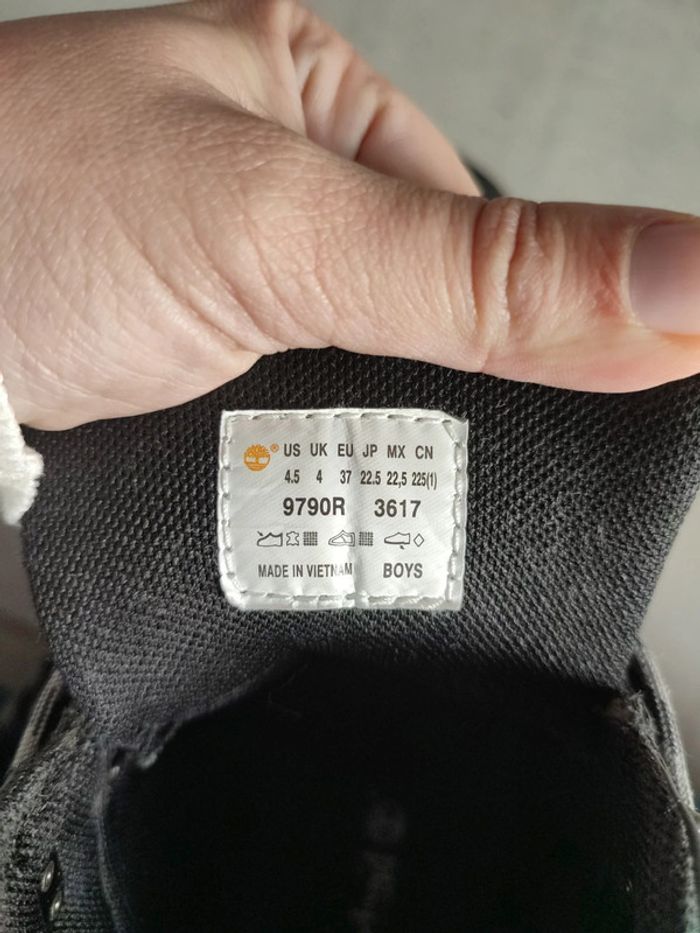 ® US UK EU JP MX CN
4.5 4 37 22.5 22,5 225(1)
9790R 3617
MADE IN VIETNAM BOYS